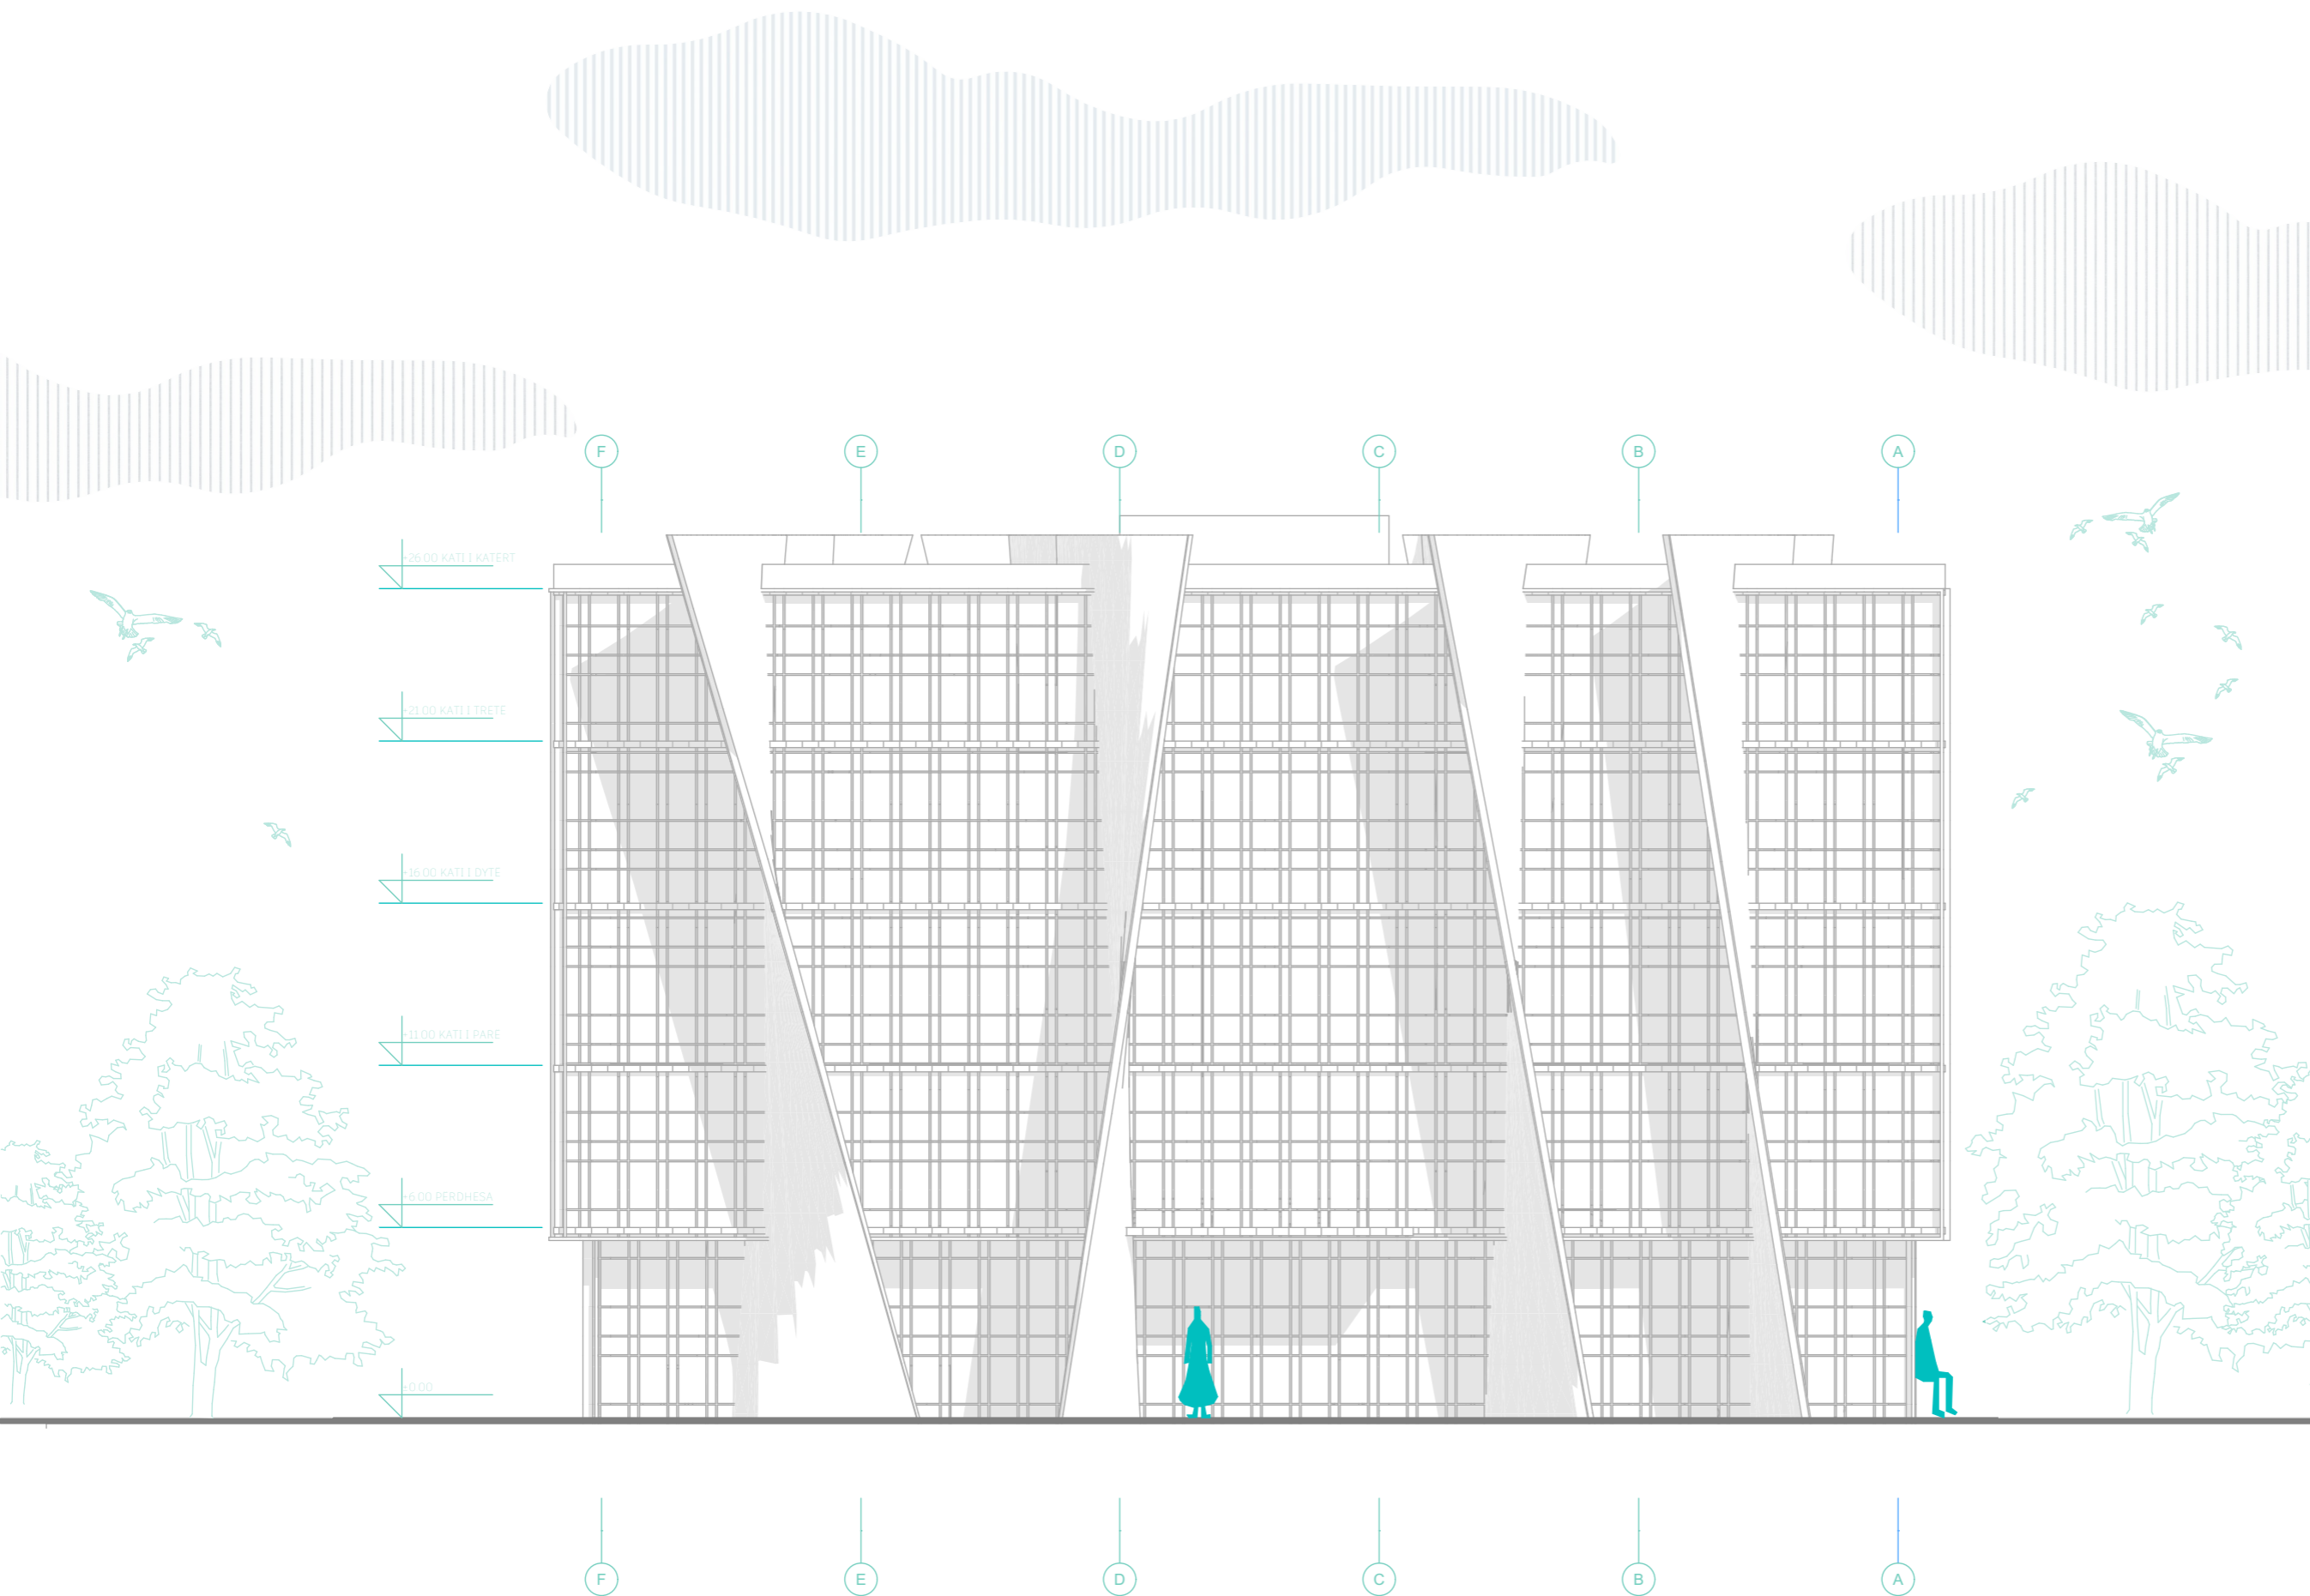 F E D C B A
+26.00 KATI I KATERT
+21.00 KATI I TRETE
+16.00 KATI I DYTE
+11.00 KATI I PARE
+6.00 PERDHESA
+0.00
F E D C B A